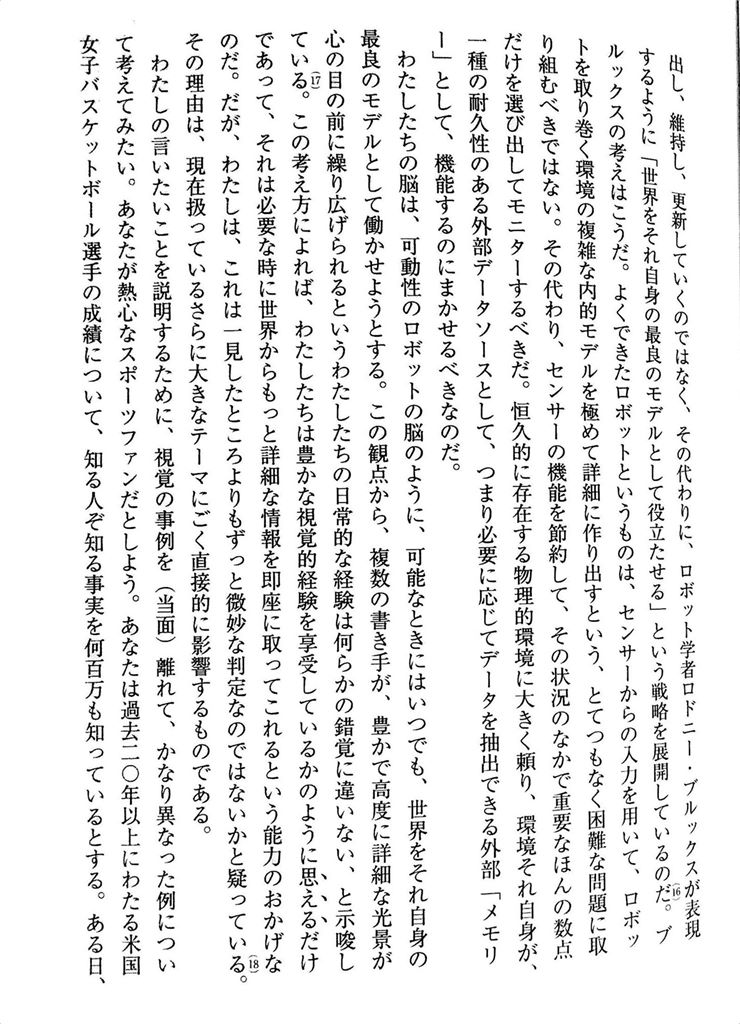 出し、維持し、更新していくのではなく、その代わりに、ロボット学者ロドニー・ブルックスが表現
するように「世界をそれ自身の最良のモデルとして役立たせる」という戦略を展開しているのだ。(16)ブ
ルックスの考えはこうだ。よくできたロボットというものは、センサーからの入力を用いて、ロボッ
トを取り巻く環境の複雑な内的モデルを極めて詳細に作り出すという、とてつもなく困難な問題に取
り組むべきではない。その代わり、センサーの機能を節約して、その状況のなかで重要なほんの数点
だけを選び出してモニターするべきだ。恒久的に存在する物理的環境に大きく頼り、環境それ自身が、
一種の耐久性のある外部データソースとして、つまり必要に応じてデータを抽出できる外部「メモリ
ー」として、機能するのにまかせるべきなのだ。
わたしたちの脳は、可動性のロボットの脳のように、可能なときにはいつでも、世界をそれ自身の
最良のモデルとして働かせようとする。この観点から、複数の書き手が、豊かで高度に詳細な光景が
心の目の前に繰り広げられるというわたしたちの日常的な経験は何らかの錯覚に違いない、と示唆し
ている。(17)この考え方によれば、わたしたちは豊かな視覚的経験を享受しているかのように思えるだけ
であって、それは必要な時に世界からもっと詳細な情報を即座に取ってこれるという能力のおかげな
のだ。だが、わたしは、これは一見したところよりもずっと微妙な判定なのではないかと疑っている。(18)
その理由は、現在扱っているさらに大きなテーマにごく直接的に影響するものである。
わたしの言いたいことを説明するために、視覚の事例を（当面）離れて、かなり異なった例につい
て考えてみたい。あなたが熱心なスポーツファンだとしよう。あなたは過去二〇年以上にわたる米国
女子バスケットボール選手の成績について、知る人ぞ知る事実を何百万も知っているとする。ある日、